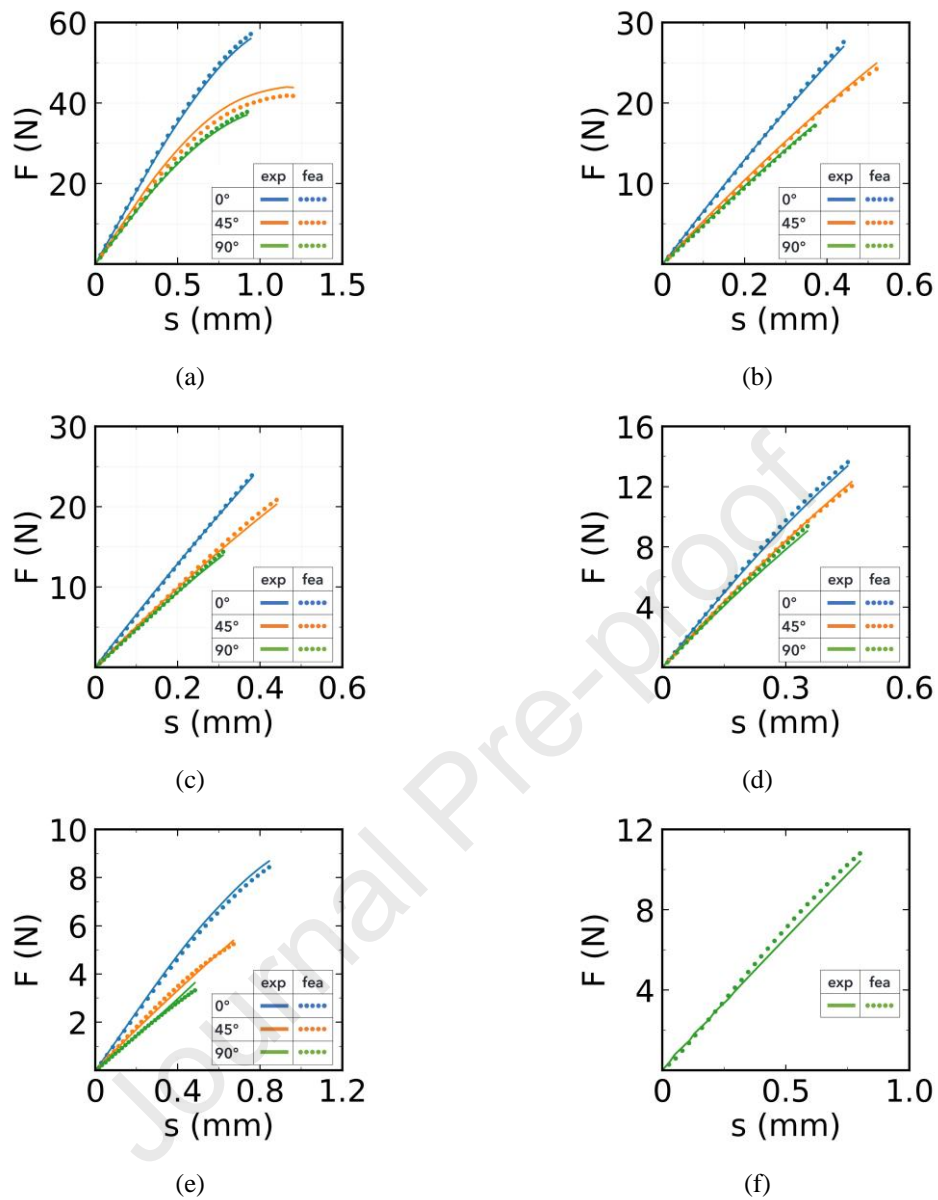 60
40
20
F (N)
exp fea
0°
45°
90°
0 0.5 1.0 1.5
s (mm)
(a)
30
20
10
F (N)
exp fea
0°
45°
90°
0 0.2 0.4 0.6
s (mm)
(b)
30
20
10
F (N)
exp fea
0°
45°
90°
0 0.2 0.4 0.6
s (mm)
(c)
16
12
8
4
F (N)
exp fea
0°
45°
90°
0 0.3 0.6
s (mm)
(d)
10
8
6
4
2
F (N)
exp fea
0°
45°
90°
0 0.4 0.8 1.2
s (mm)
(e)
12
8
4
F (N)
exp fea
0 0.5 1.0
s (mm)
(f)
Journal Pre-proof